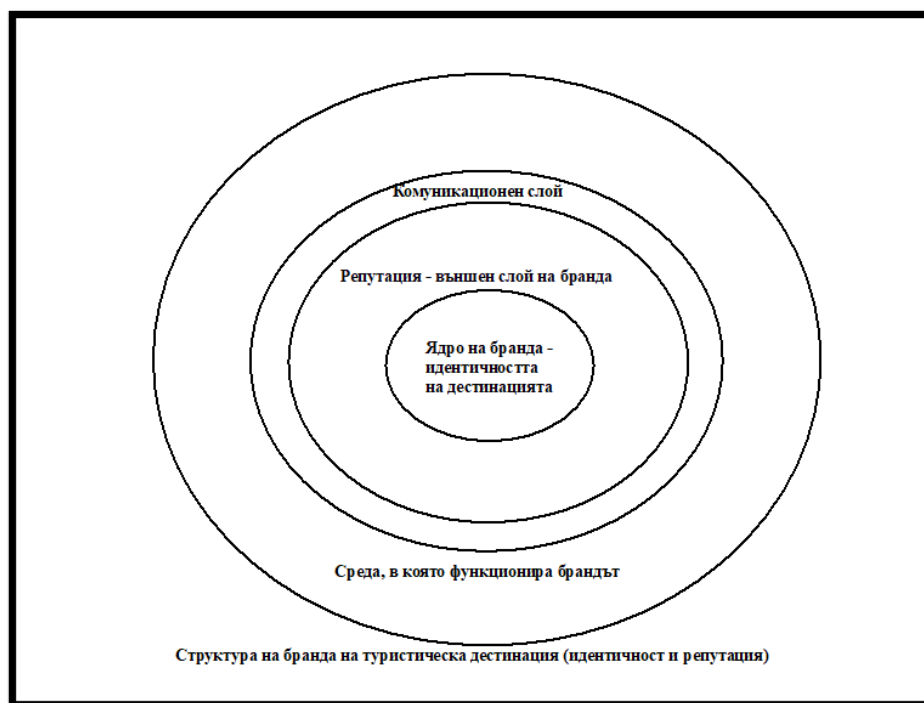 Комуникационен слой
Репутация - външен слой на бранда
Ядро на бранда -
идентичността
на дестинацията
Среда, в която функционира брандът
Структура на бранда на туристическа дестинация (идентичност и репутация)